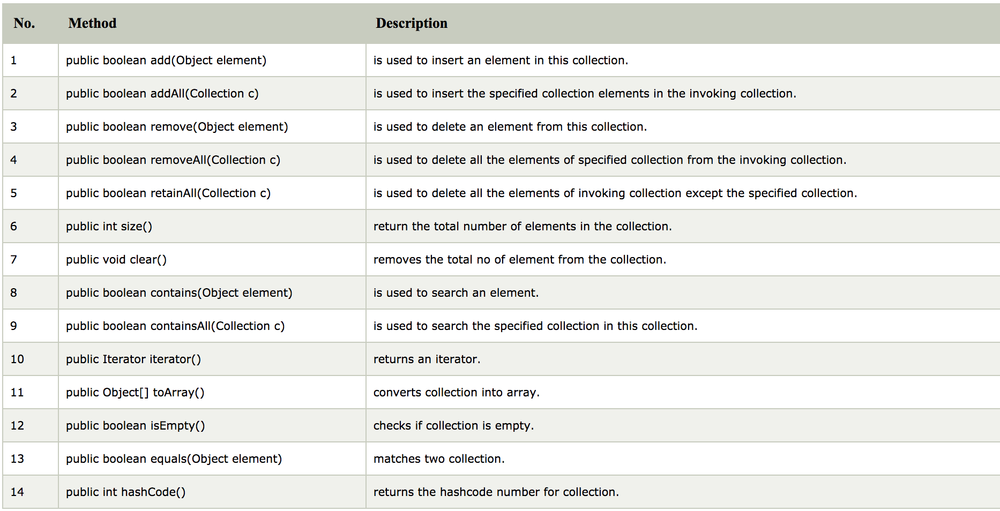 No. Method Description
1 public boolean add(Object element) is used to insert an element in this collection.
2 public boolean addAll(Collection c) is used to insert the specified collection elements in the invoking collection.
3 public boolean remove(Object element) is used to delete an element from this collection.
4 public boolean removeAll(Collection c) is used to delete all the elements of specified collection from the invoking collection.
5 public boolean retainAll(Collection c) is used to delete all the elements of invoking collection except the specified collection.
6 public int size() return the total number of elements in the collection.
7 public void clear() removes the total no of element from the collection.
8 public boolean contains(Object element) is used to search an element.
9 public boolean containsAll(Collection c) is used to search the specified collection in this collection.
10 public Iterator iterator() returns an iterator.
11 public Object[] toArray() converts collection into array.
12 public boolean isEmpty() checks if collection is empty.
13 public boolean equals(Object element) matches two collection.
14 public int hashCode() returns the hashcode number for collection.